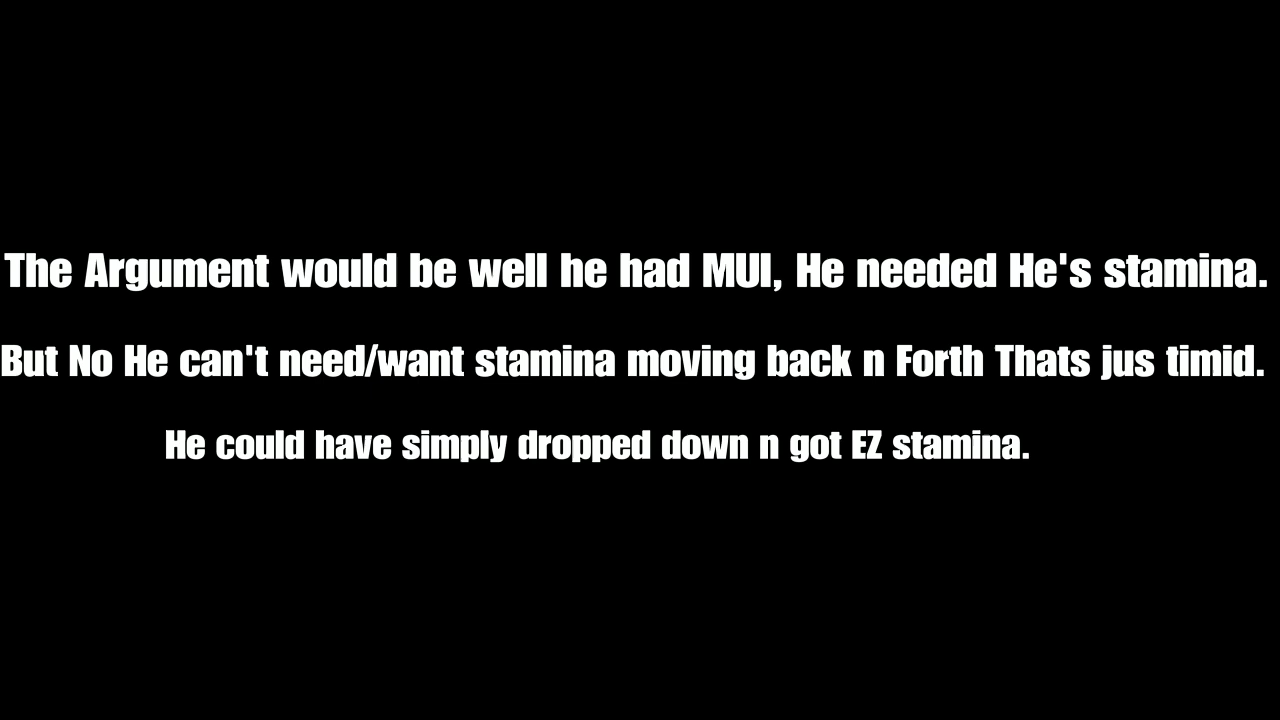 The Argument would be well he had MUI, He needed He's stamina.
But No He can't need/want stamina moving back n Forth Thats jus timid.
He could have simply dropped down n got EZ stamina.